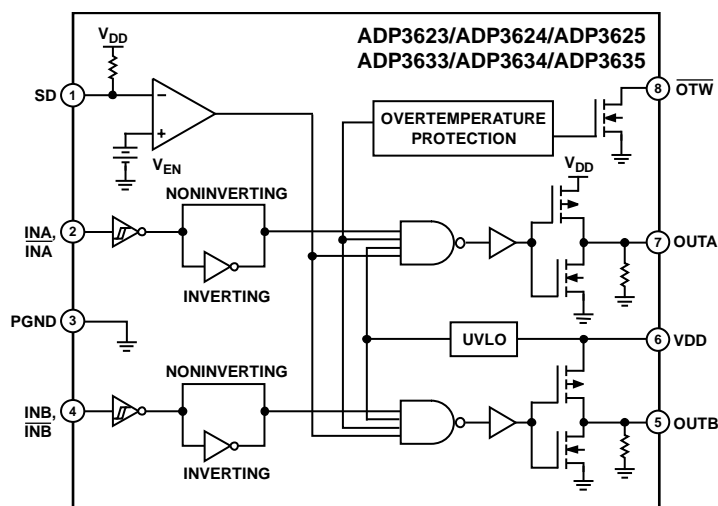 ADP3623/ADP3624/ADP3625
ADP3633/ADP3634/ADP3635
VDD
SD 1
8 OTW
OVERTEMPERATURE
PROTECTION
VEN
VDD
NONINVERTING
INA,
INA
2
7 OUTA
INVERTING
PGND 3
UVLO
6 VDD
NONINVERTING
INB,
INB
4
5 OUTB
INVERTING